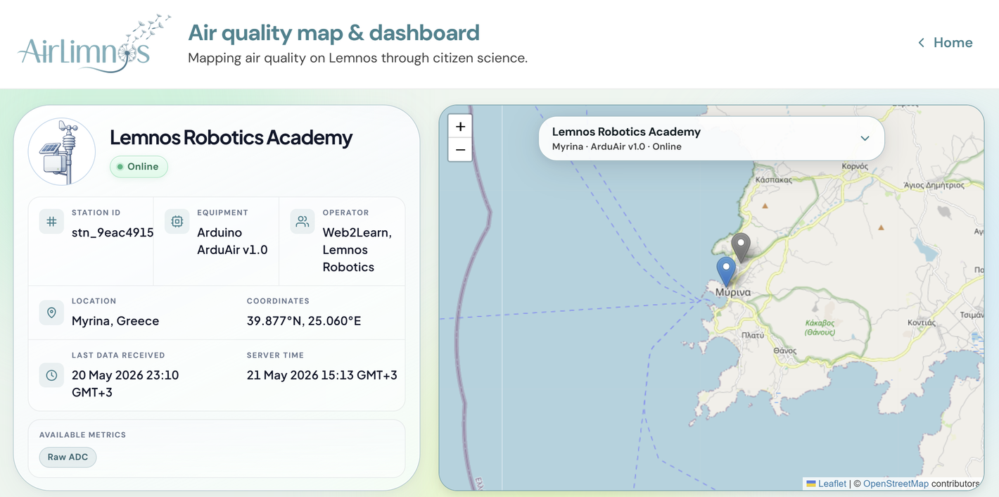 AirLimnos
Air quality map & dashboard
Mapping air quality on Lemnos through citizen science.
Home
Lemnos Robotics Academy
Online
STATION ID
stn_9eac4915
EQUIPMENT
Arduino
ArduAir v1.0
OPERATOR
Web2Learn,
Lemnos
Robotics
LOCATION
Myrina, Greece
COORDINATES
39.877°N, 25.060°E
LAST DATA RECEIVED
20 May 2026 23:10
GMT+3
SERVER TIME
21 May 2026 15:13 GMT+3
AVAILABLE METRICS
Raw ADC
+
−
Lemnos Robotics Academy
Myrina · ArduAir v1.0 · Online
Κορνός
Κάσπακας
Άγιος Δημήτριος
Μύρινα
Κάκαβος
(Θάνους)
Κοντιάς
Πλατύ
Θάνος
Leaflet | © OpenStreetMap contributors